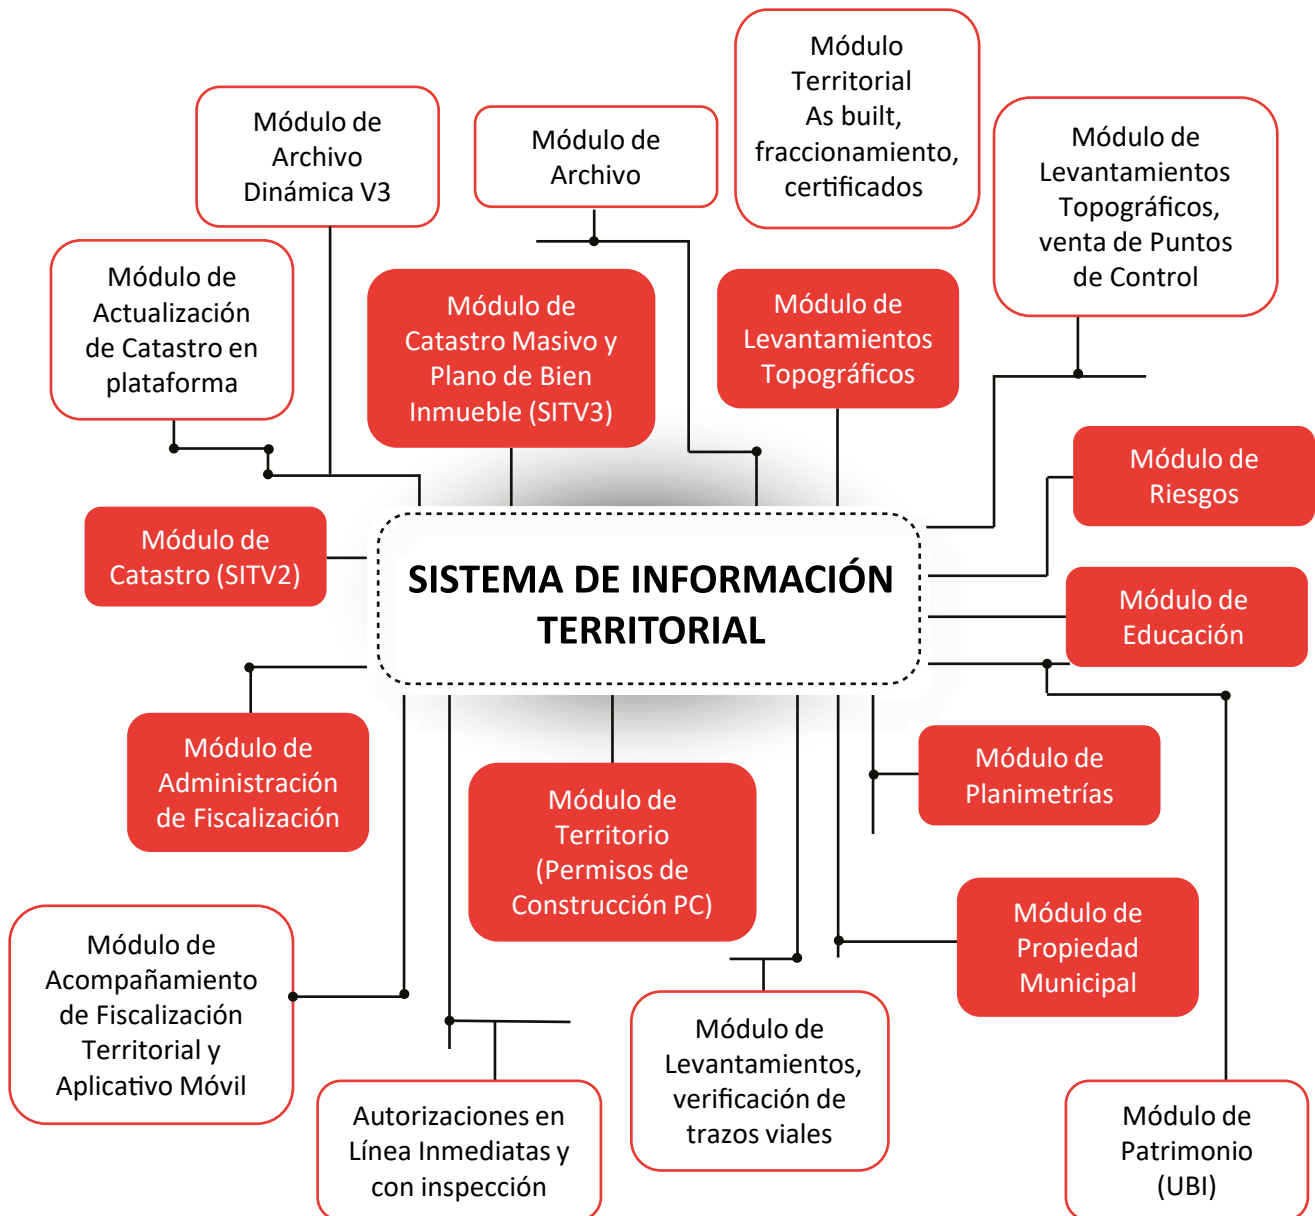 Módulo
Territorial
As built,
fraccionamiento,
certificados
Módulo de
Archivo
Dinámica V3
Módulo de
Archivo
Módulo de
Levantamientos
Topográficos,
venta de Puntos
de Control
Módulo de
Actualización
de Catastro en
plataforma
Módulo de
Catastro Masivo y
Plano de Bien
Inmueble (SITV3)
Módulo de
Levantamientos
Topográficos
Módulo de
Riesgos
Módulo de
Catastro (SITV2)
SISTEMA DE INFORMACIÓN
TERRITORIAL
Módulo de
Educación
Módulo de
Administración
de Fiscalización
Módulo de
Territorio
(Permisos de
Construcción PC)
Módulo de
Planimetrías
Módulo de
Propiedad
Municipal
Módulo de
Acompañamiento
de Fiscalización
Territorial y
Aplicativo Móvil
Autorizaciones en
Línea Inmediatas y
con inspección
Módulo de
Levantamientos,
verificación de
trazos viales
Módulo de
Patrimonio
(UBI)